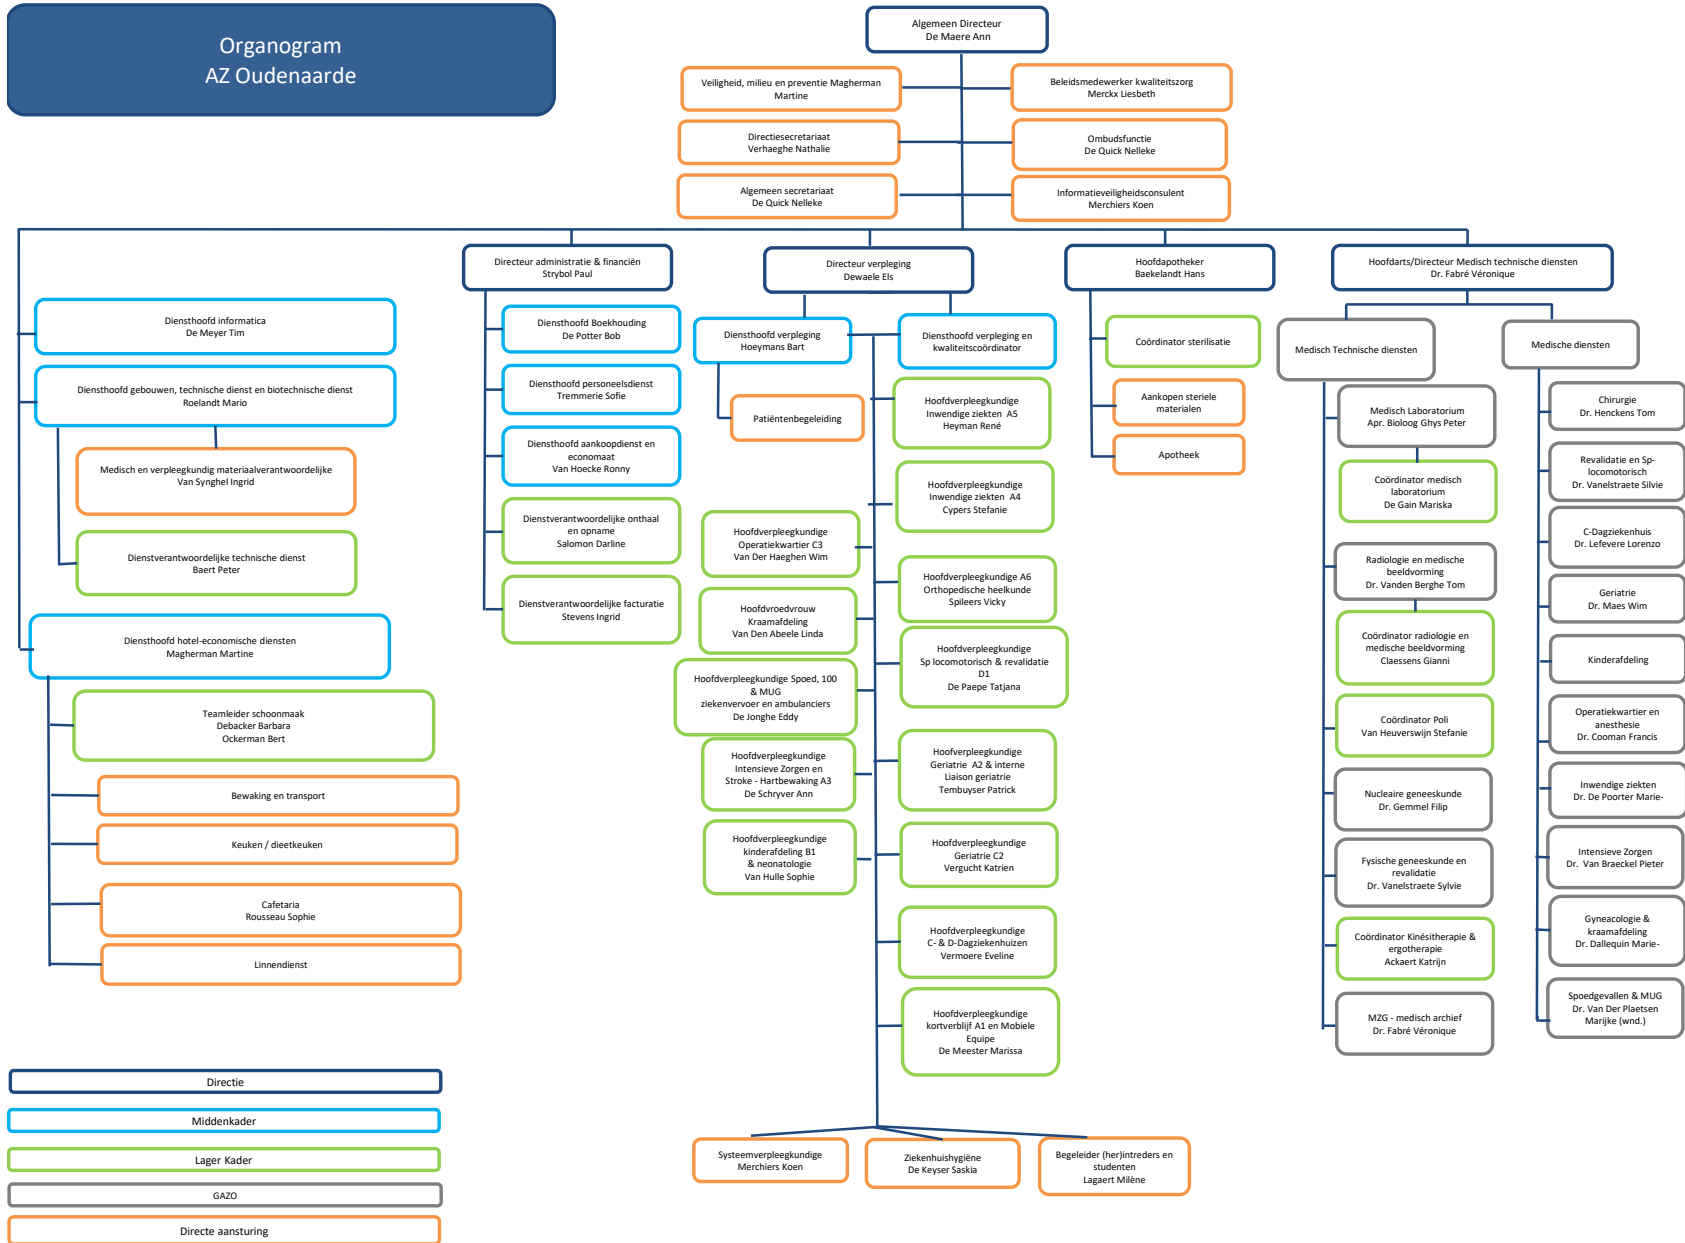 Organogram
AZ Oudenaarde
Algemeen Directeur
De Maere Ann
Veiligheid, milieu en preventie Magherman
Martine
Beleidsmedewerker kwaliteitszorg
Merckx Liesbeth
Directiesecretariaat
Verhaeghe Nathalie
Ombudsfunctie
De Quick Nelleke
Algemeen secretariaat
De Quick Nelleke
Informatieveiligheidsconsulent
Merchiers Koen
Diensthoofd informatica
De Meyer Tim
Diensthoofd gebouwen, technische dienst en biotechnische dienst
Roelandt Mario
Medisch en verpleegkundig materiaalverantwoordelijke
Van Synghel Ingrid
Dienstverantwoordelijke technische dienst
Baert Peter
Diensthoofd hotel-economische diensten
Magherman Martine
Teamleider schoonmaak
Debacker Barbara
Ockerman Bert
Bewaking en transport
Keuken / dieetkeuken
Cafetaria
Rousseau Sophie
Linnendienst
Directeur administratie & financiën
Strybol Paul
Diensthoofd Boekhouding
De Potter Bob
Diensthoofd personeelsdienst
Tremmerie Sofie
Diensthoofd aankoopdienst en
economaat
Van Hoecke Ronny
Dienstverantwoordelijke onthaal
en opname
Salomon Darline
Dienstverantwoordelijke facturatie
Stevens Ingrid
Directeur verpleging
Dewaele Els
Diensthoofd verpleging
Hoeymans Bart
Patiëntenbegeleiding
Diensthoofd verpleging en
kwaliteitscoördinator
Hoofdverpleegkundige
Inwendige ziekten A5
Heyman René
Hoofdverpleegkundige
Inwendige ziekten A4
Cypers Stefanie
Hoofdverpleegkundige
Operatiekwartier C3
Van Der Haeghen Wim
Hoofdverpleegkundige A6
Orthopedische heelkunde
Spileers Vicky
Hoofdvroedvrouw
Kraamafdeling
Van Den Abeele Linda
Hoofdverpleegkundige
Sp locomotorisch & revalidatie
D1
De Paepe Tatjana
Hoofdverpleegkundige Spoed, 100
& MUG
ziekenvervoer en ambulanciers
De Jonghe Eddy
Hoofdverpleegkundige
Intensieve Zorgen en
Stroke - Hartbewaking A3
De Schryver Ann
Hoofverpleegkundige
Geriatrie A2 & interne
Liaison geriatrie
Tembuyser Patrick
Hoofdverpleegkundige
kinderafdeling B1
& neonatologie
Van Hulle Sophie
Hoofdverpleegkundige
Geriatrie C2
Vergucht Katrien
Hoofdverpleegkundige
C- & D-Dagziekenhuizen
Vermoere Eveline
Hoofdverpleegkundige
kortverblijf A1 en Mobiele
Equipe
De Meester Marissa
Systeemverpleegkundige
Merchiers Koen
Ziekenhuishygiëne
De Keyser Saskia
Begeleider (her)intreders en
studenten
Lagaert Milène
Hoofdapotheker
Baekelandt Hans
Coördinator sterilisatie
Aankopen steriele
materialen
Apotheek
Hoofdarts/Directeur Medisch technische diensten
Dr. Fabré Véronique
Medisch Technische diensten
Medisch Laboratorium
Apr. Bioloog Ghys Peter
Coördinator medisch
laboratorium
De Gain Mariska
Radiologie en medische
beeldvorming
Dr. Vanden Berghe Tom
Coördinator radiologie en
medische beeldvorming
Claessens Gianni
Coördinator Poli
Van Heuverswijn Stefanie
Nucleaire geneeskunde
Dr. Gemmel Filip
Fysische geneeskunde en
revalidatie
Dr. Vanelstraete Sylvie
Coördinator Kinésitherapie &
ergotherapie
Ackaert Katrijn
MZG - medisch archief
Dr. Fabré Véronique
Medische diensten
Chirurgie
Dr. Henckens Tom
Revalidatie en Sp-
locomotorisch
Dr. Vanelstraete Silvie
C-Dagziekenhuis
Dr. Lefevere Lorenzo
Geriatrie
Dr. Maes Wim
Kinderafdeling
Operatiekwartier en
anesthesie
Dr. Cooman Francis
Inwendige ziekten
Dr. De Poorter Marie-
Intensieve Zorgen
Dr. Van Braeckel Pieter
Gyneacologie &
kraamafdeling
Dr. Dallequin Marie-
Spoedgevallen & MUG
Dr. Van Der Plaetsen
Marijke (wnd.)
Directie
Middenkader
Lager Kader
GAZO
Directe aansturing